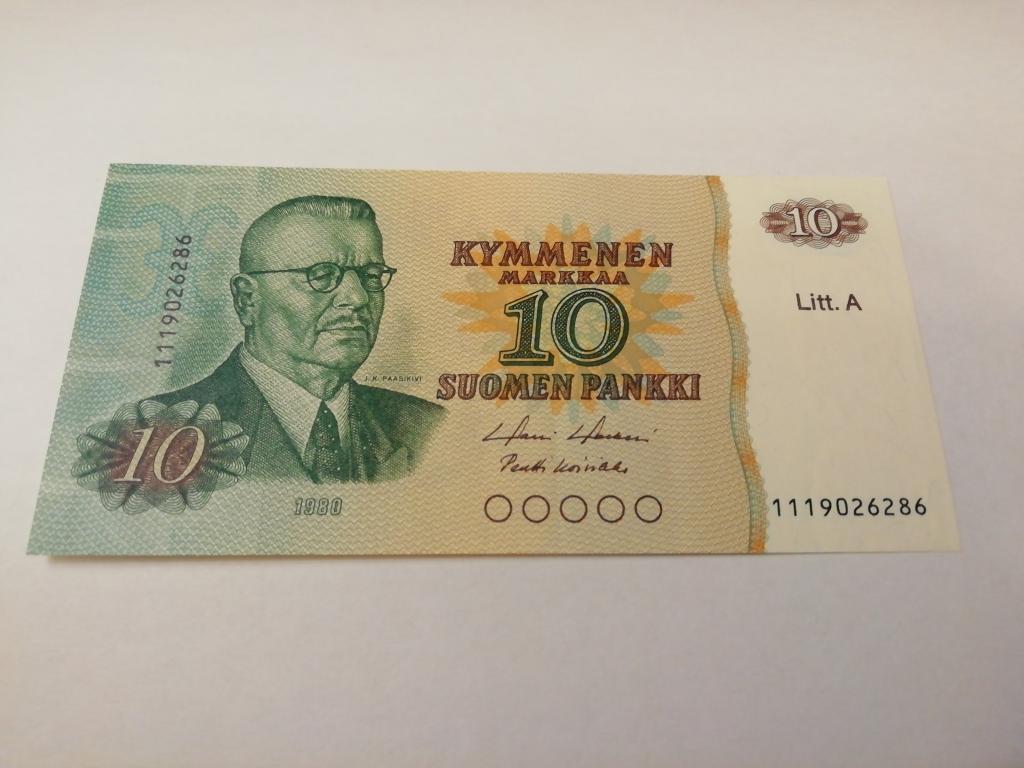 1119026286
10
J. K. PAASIKIVI
1980
KYMMENEN
MARKKAA
10
SUOMEN PANKKI
10
Litt. A
1119026286